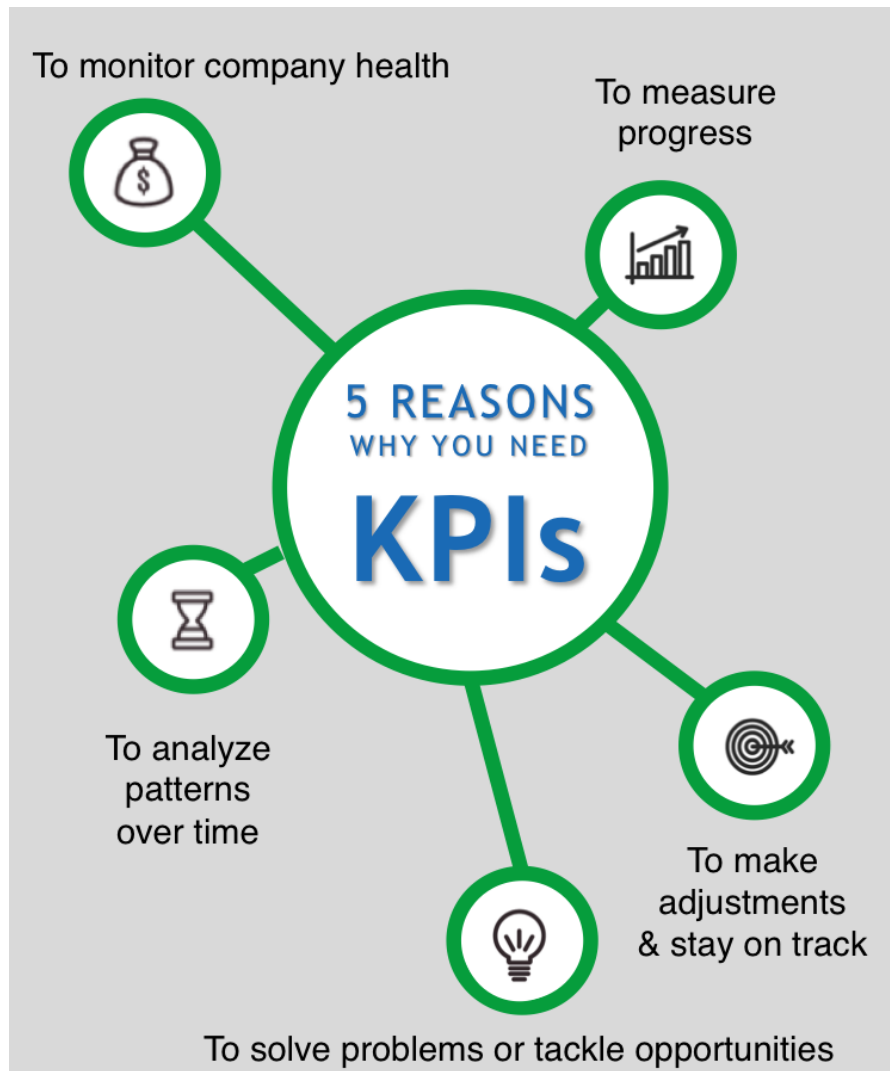 To monitor company health
To measure
progress
5 REASONS
WHY YOU NEED
KPIs
To analyze
patterns
over time
To make
adjustments
& stay on track
To solve problems or tackle opportunities
$